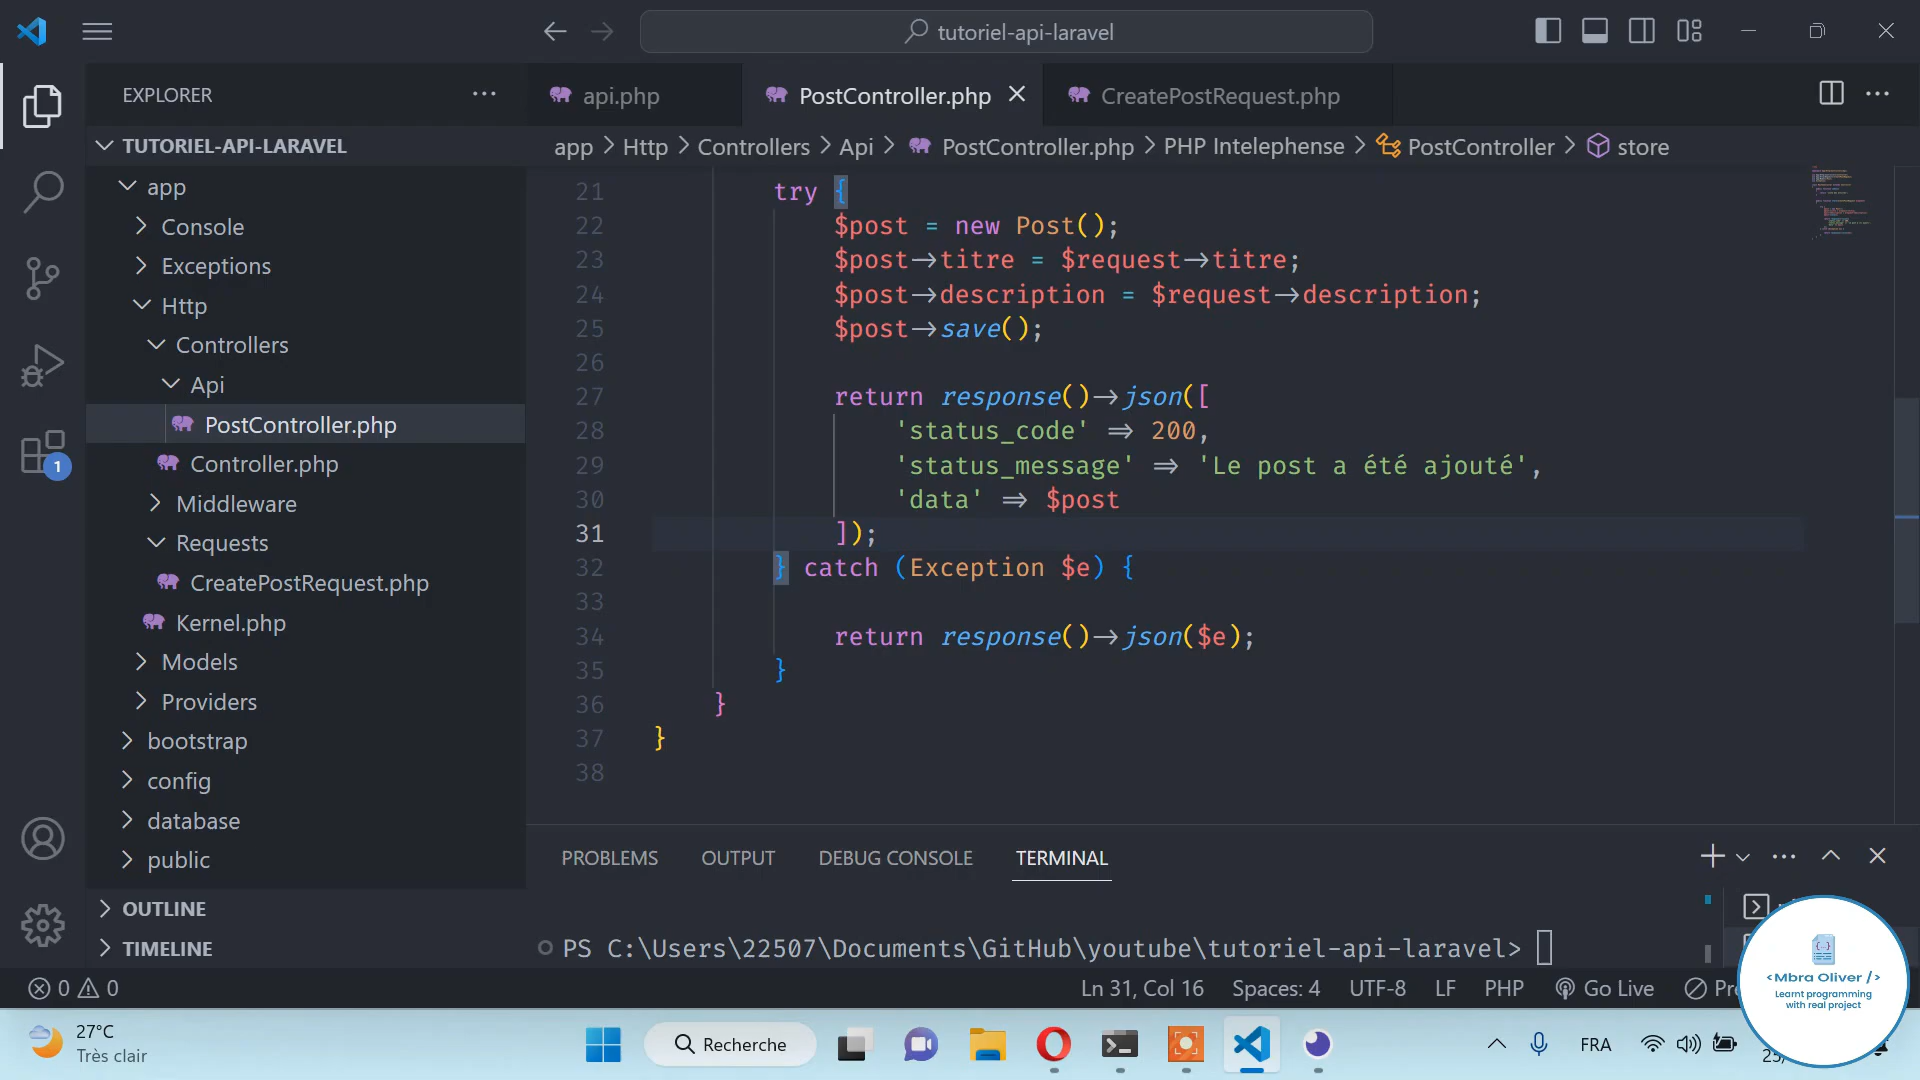 tutoriel-api-laravel
EXPLORER
api.php
PostController.php
CreatePostRequest.php
TUTORIEL-API-LARAVEL
app > Http > Controllers > Api > PostController.php > PHP Intelephense > PostController > store
app
Console
Exceptions
Http
Controllers
Api
PostController.php
Controller.php
Middleware
Requests
CreatePostRequest.php
Kernel.php
Models
Providers
bootstrap
config
database
public
OUTLINE
TIMELINE
1
21 try {
22 $post = new Post();
23 $post->titre = $request->titre;
24 $post->description = $request->description;
25 $post->save();
26
27 return response()->json([
28 'status_code' => 200,
29 'status_message' => 'Le post a été ajouté',
30 'data' => $post
31 ]);
32 } catch (Exception $e) {
33
34 return response()->json($e);
35 }
36 }
37 }
38
PROBLEMS OUTPUT DEBUG CONSOLE TERMINAL
PS C:\Users\22507\Documents\GitHub\youtube\tutoriel-api-laravel>
0 0
Ln 31, Col 16 Spaces: 4 UTF-8 LF PHP Go Live
<Mbra Oliver />
Learnt programming
with real project
27°C
Très clair
Recherche
FRA